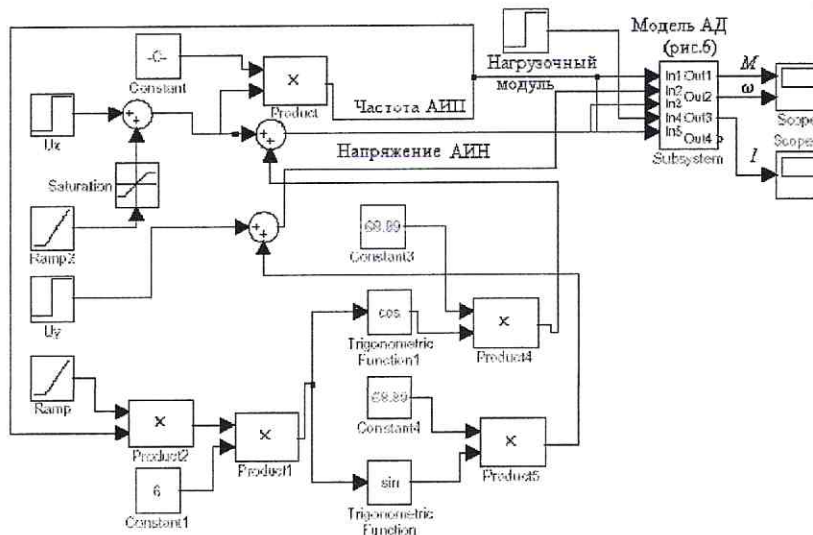 Модель АД
(рис.6)
-C-
Constant
Нагрузочный
модуль
M
In1 Out1
In2
Out2
ω
In3
In4 Out3
In5
Out4
Scope
Scope
Subsystem
I
×
Product
Частота АИП
Ux
Напряжение АИН
Saturation
Ramp2
68.89
Constant3
Uy
cos
Trigonometric
Function1
×
Product4
Ramp
68.89
Constant4
×
Product2
×
Product1
×
Product5
6
Constant1
sin
Trigonometric
Function